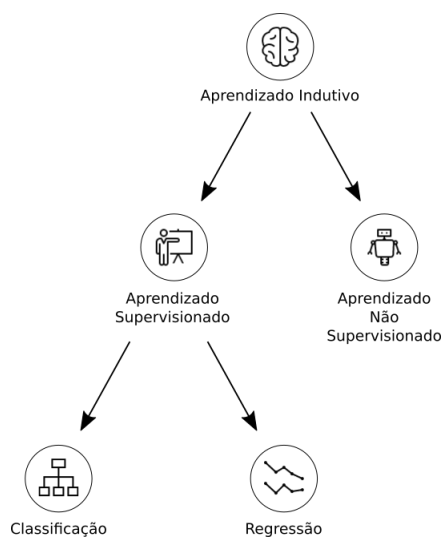 Aprendizado Indutivo
Aprendizado
Supervisionado
Aprendizado
Não
Supervisionado
Classificação
Regressão